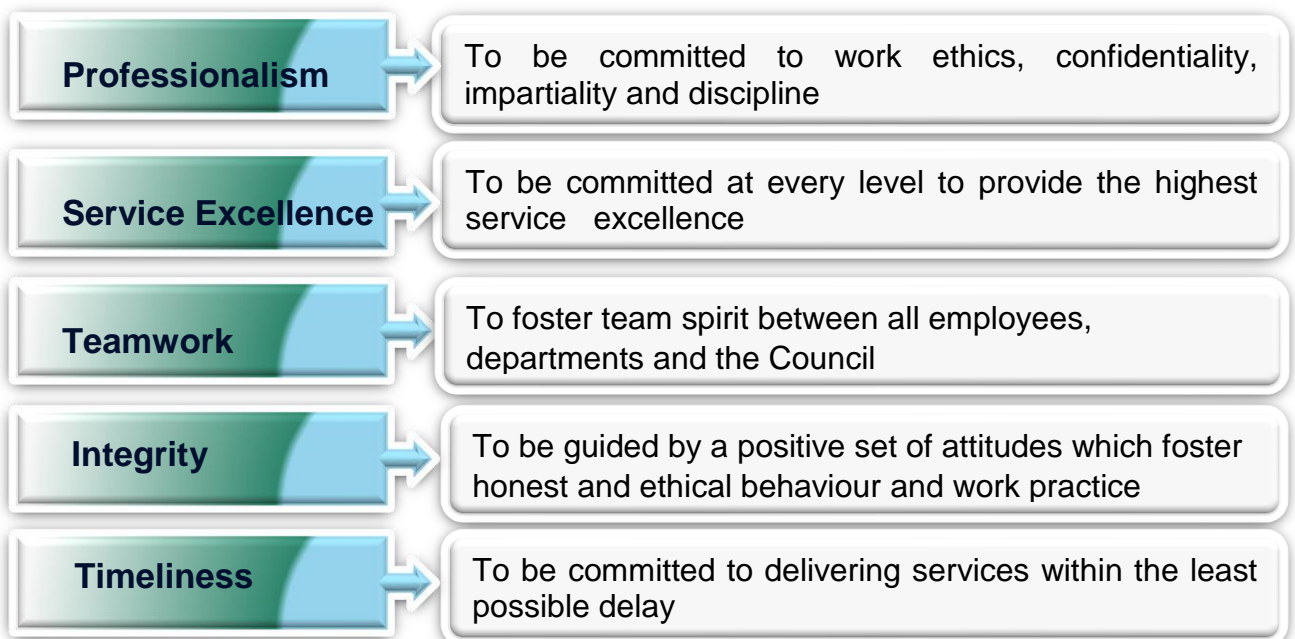 Professionalism
To be committed to work ethics, confidentiality,
impartiality and discipline
Service Excellence
To be committed at every level to provide the highest
service excellence
Teamwork
To foster team spirit between all employees,
departments and the Council
Integrity
To be guided by a positive set of attitudes which foster
honest and ethical behaviour and work practice
Timeliness
To be committed to delivering services within the least
possible delay